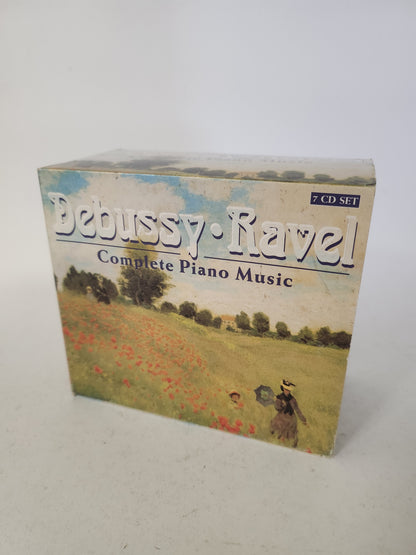 7 CD SET
Debussy · Ravel
Complete Piano Music